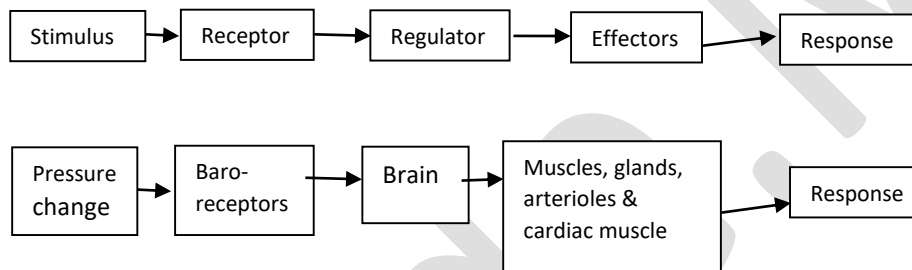 Stimulus
Receptor
Regulator
Effectors
Response
Pressure
change
Baro-
receptors
Brain
Muscles, glands,
arterioles &
cardiac muscle
Response